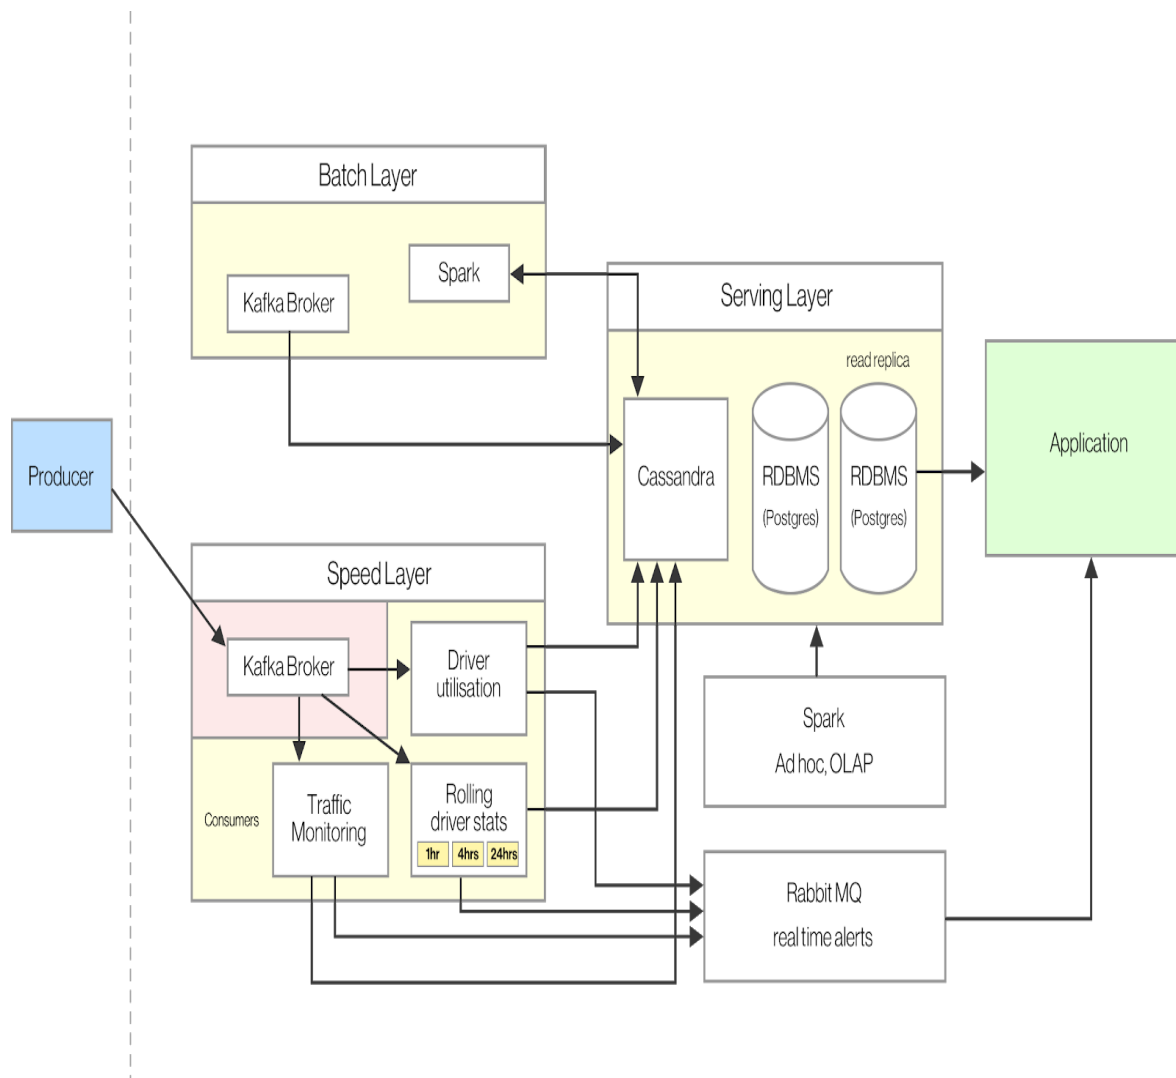 Batch Layer
Spark
Kafka Broker
Serving Layer
read replica
Cassandra
RDBMS
(Postgres)
RDBMS
(Postgres)
Application
Producer
Speed Layer
Kafka Broker
Driver
utilisation
Consumers
Traffic
Monitoring
Rolling
driver stats
1hr
4hrs
24hrs
Spark
Ad hoc, OLAP
Rabbit MQ
real time alerts